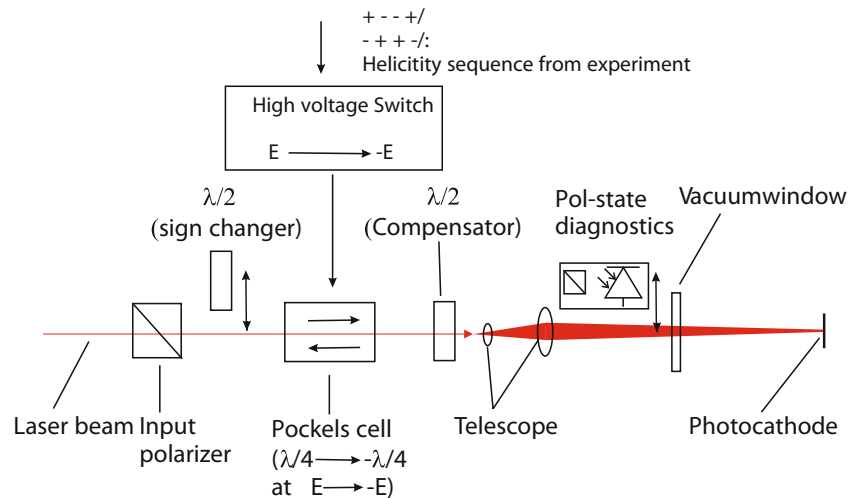 + - - +/
- + + -/:
Helicitity sequence from experiment
High voltage Switch
E → -E
λ/2
(sign changer)
λ/2
(Compensator)
Pol-state
diagnostics
Vacuumwindow
Laser beam
Input
polarizer
Pockels cell
(λ/4 → -λ/4
at E → -E)
Telescope
Photocathode